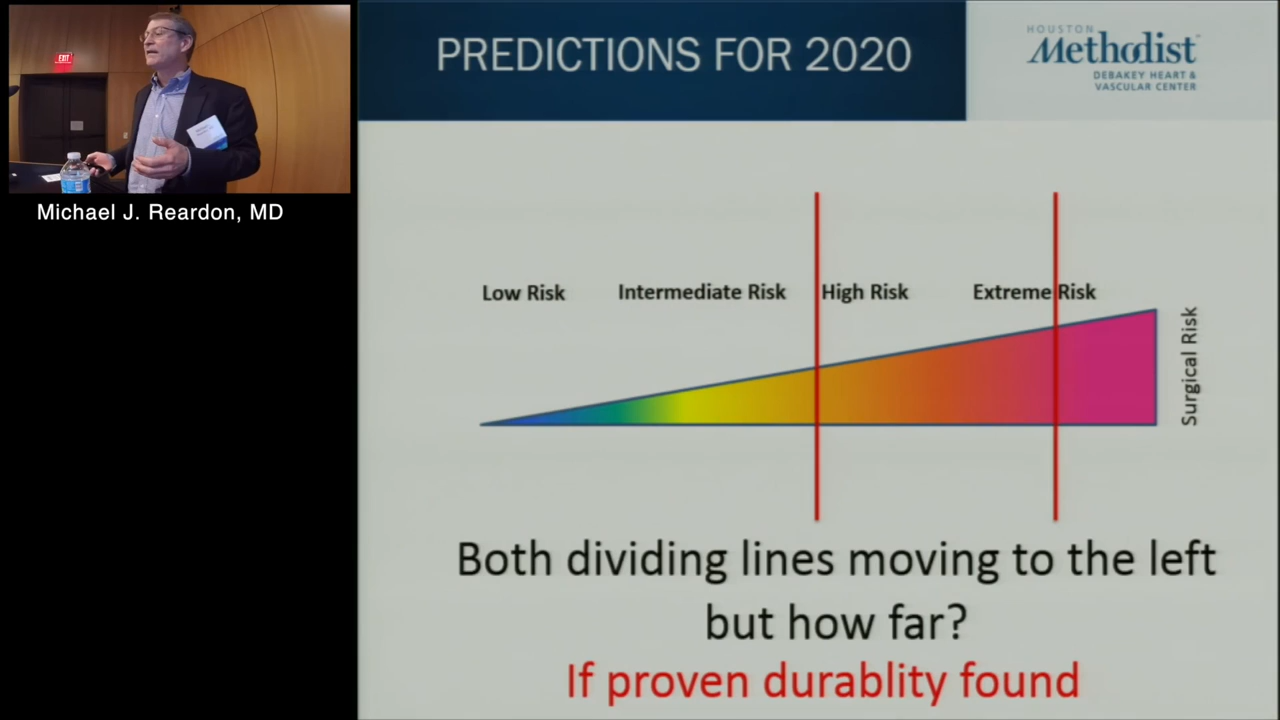 EXIT
Michael J. Reardon, MD
PREDICTIONS FOR 2020
HOUSTON
Methodist
DEBAKEY HEART &
VASCULAR CENTER
Low Risk
Intermediate Risk
High Risk
Extreme Risk
Surgical Risk
Both dividing lines moving to the left
but how far?
If proven durablity found